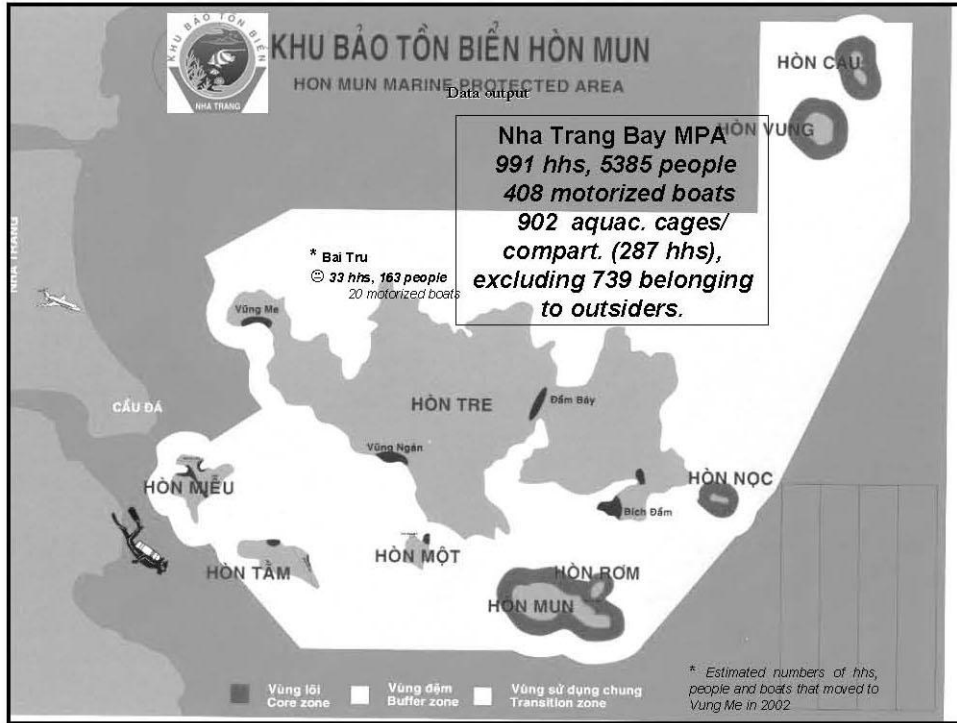 KHU BẢO TỒN BIỂN
NHA TRANG
KHU BẢO TỒN BIỂN HÒN MUN
HON MUN MARINE PROTECTED AREA
Data output
HÒN CAU
HÒN VUNG
Nha Trang Bay MPA
991 hhs, 5385 people
408 motorized boats
902 aquac. cages/
compart. (287 hhs),
excluding 739 belonging
to outsiders.
NHA TRANG
* Bai Tru
33 hhs, 163 people
20 motorized boats
Vũng Me
HÒN TRE
Đầm Báy
CẦU ĐÁ
Vũng Ngán
HÒN MIỄU
HÒN NỌC
Bích Đầm
HÒN TẰM
HÒN MỘT
HÒN RƠM
HÒN MUN
Vùng lõi
Core zone
Vùng đệm
Buffer zone
Vùng sử dụng chung
Transition zone
* Estimated numbers of hhs,
people and boats that moved to
Vung Me in 2002